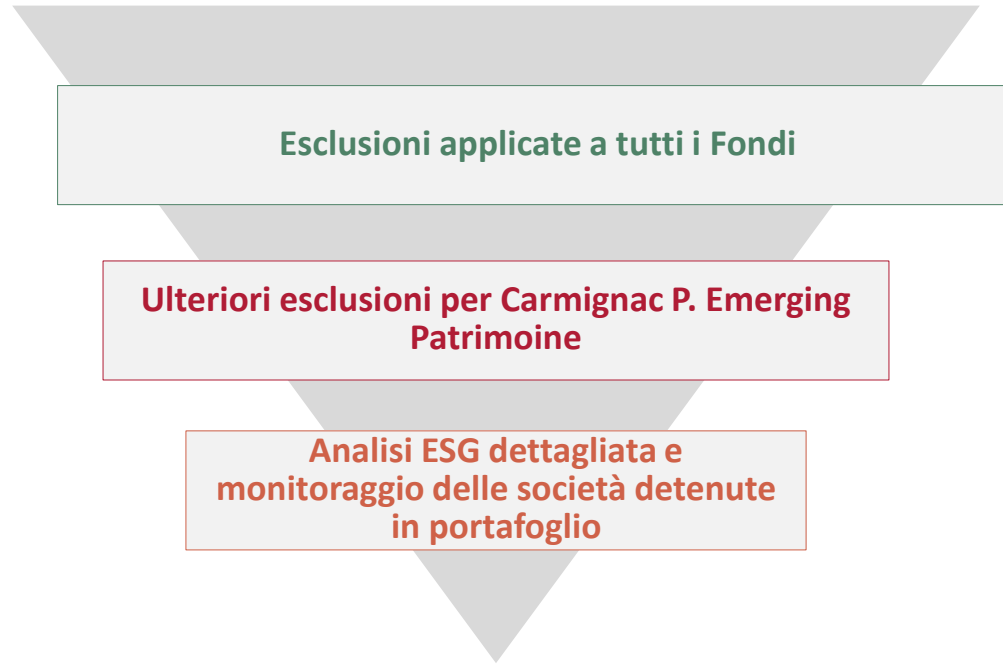 Esclusioni applicate a tutti i Fondi
Ulteriori esclusioni per Carmignac P. Emerging
Patrimoine
Analisi ESG dettagliata e
monitoraggio delle società detenute
in portafoglio